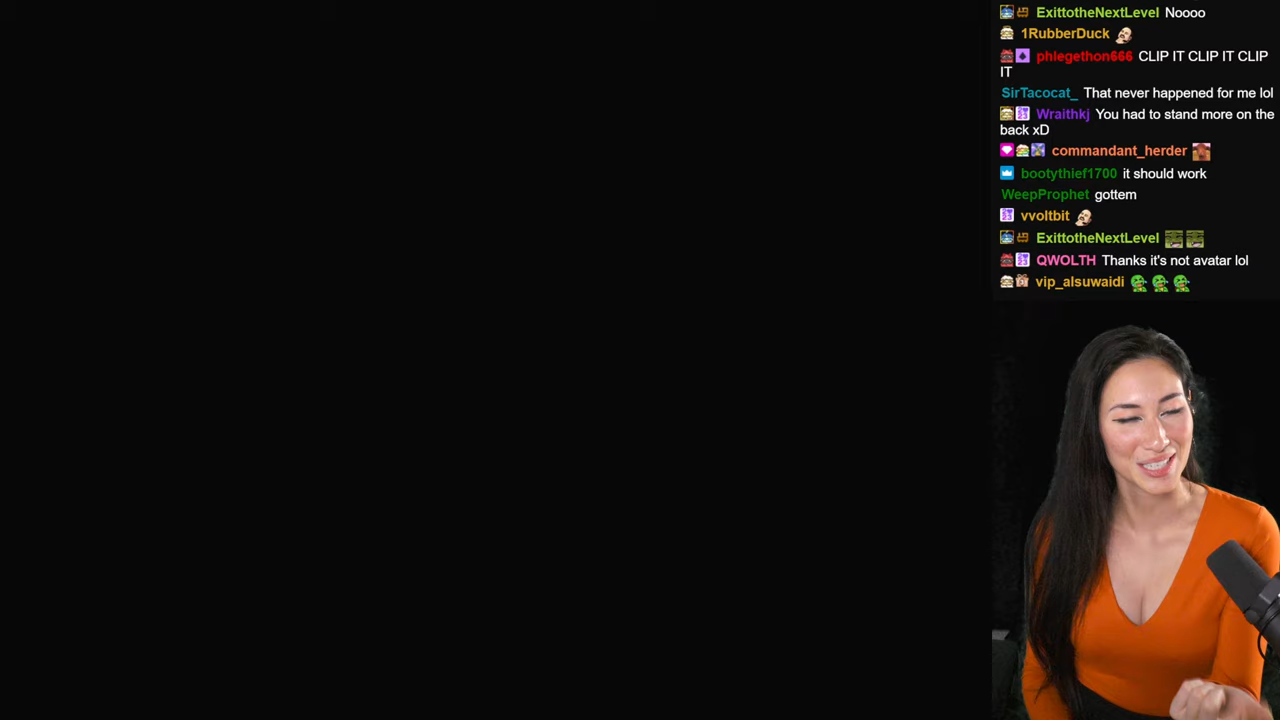 ExittotheNextLevel Noooo
1RubberDuck
phlegethon666 CLIP IT CLIP IT CLIP
IT
SirTacocat_ That never happened for me lol
Wraithkj You had to stand more on the
back xD
commandant_herder
bootythief1700 it should work
WeepProphet gottem
vvoltbit
ExittotheNextLevel
QWOLTH Thanks it's not avatar lol
vip_alsuwaidi